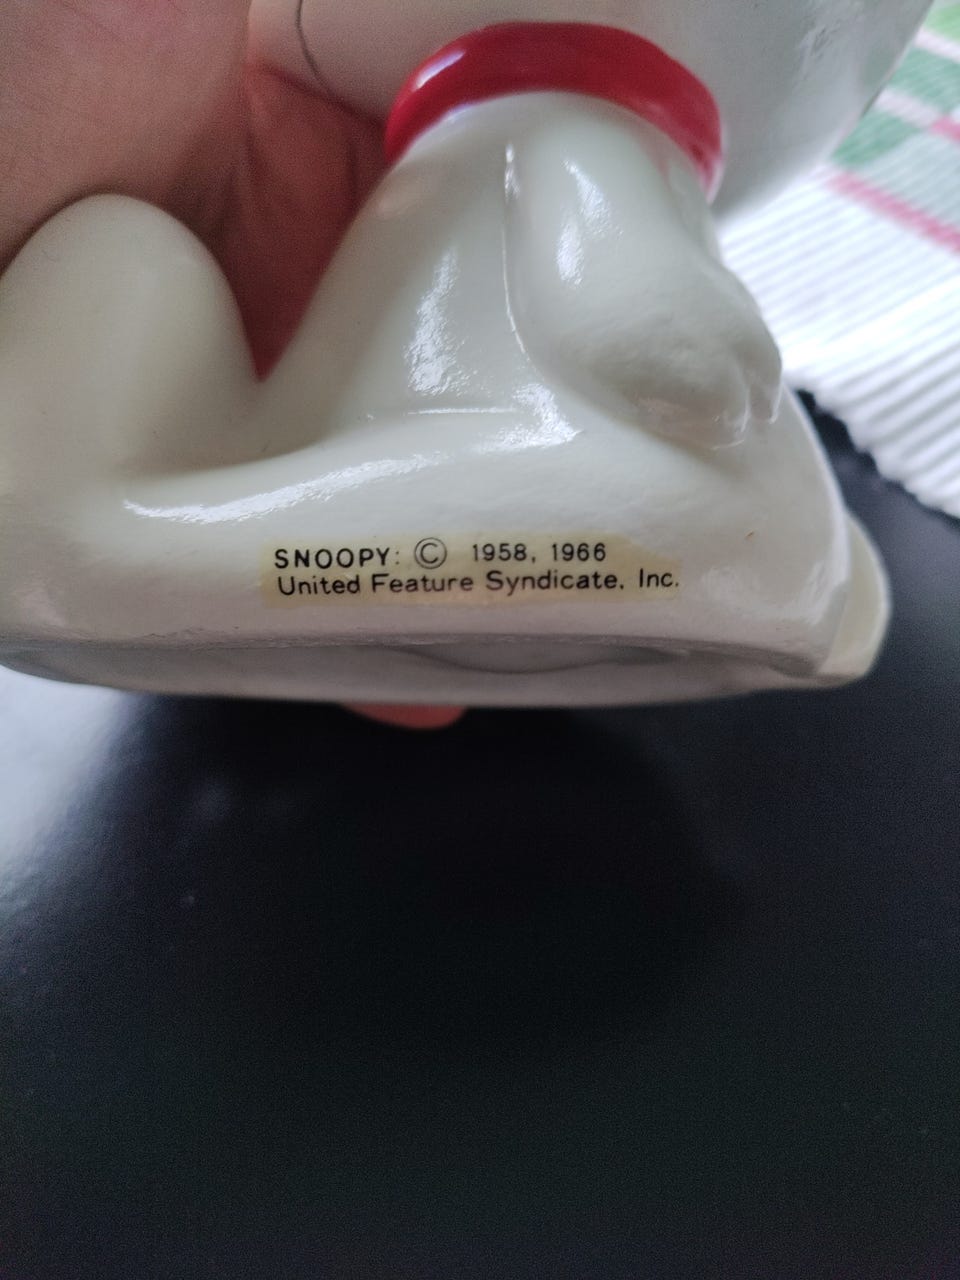 SNOOPY: © 1958, 1966
United Feature Syndicate, Inc.